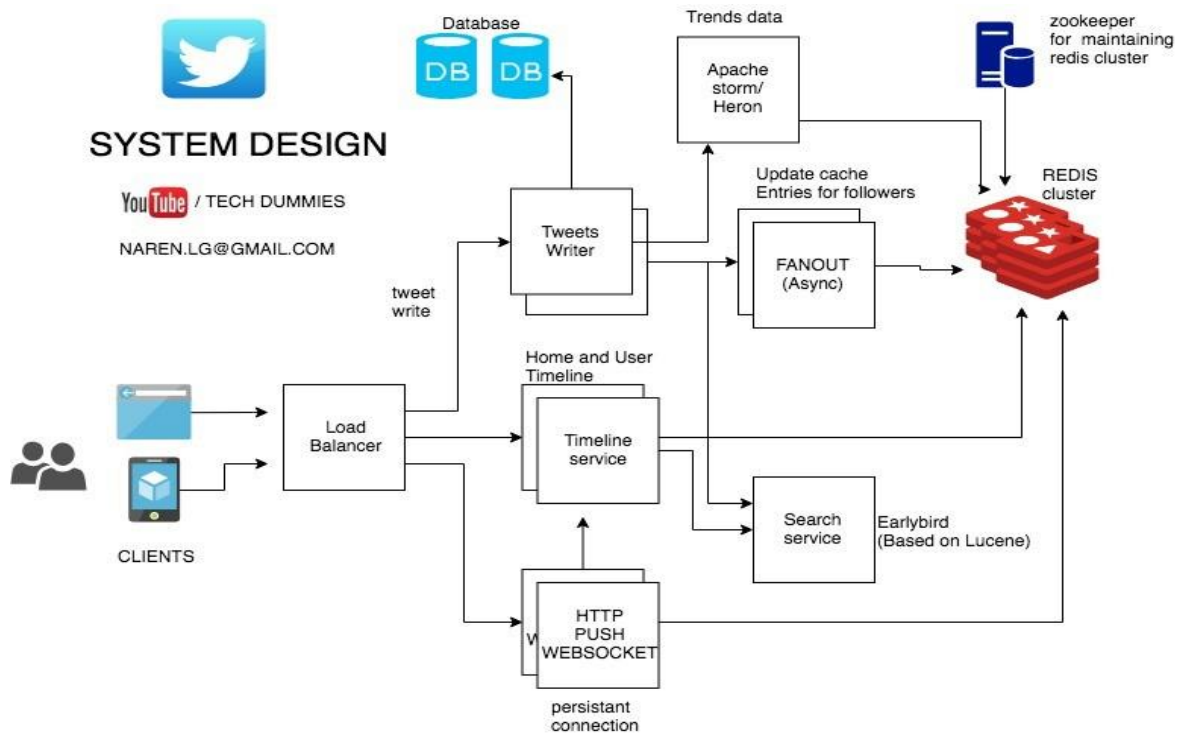 SYSTEM DESIGN
YouTube / TECH DUMMIES
NAREN.LG@GMAIL.COM
Database
DB DB
Trends data
Apache
storm/
Heron
zookeeper
for maintaining
redis cluster
Tweets
Writer
Update cache
Entries for followers
FANOUT
(Async)
REDIS
cluster
tweet
write
Home and User
Timeline
Load
Balancer
Timeline
service
Search
service
Earlybird
(Based on Lucene)
CLIENTS
W
HTTP
PUSH
WEBSOCKET
persistant
connection